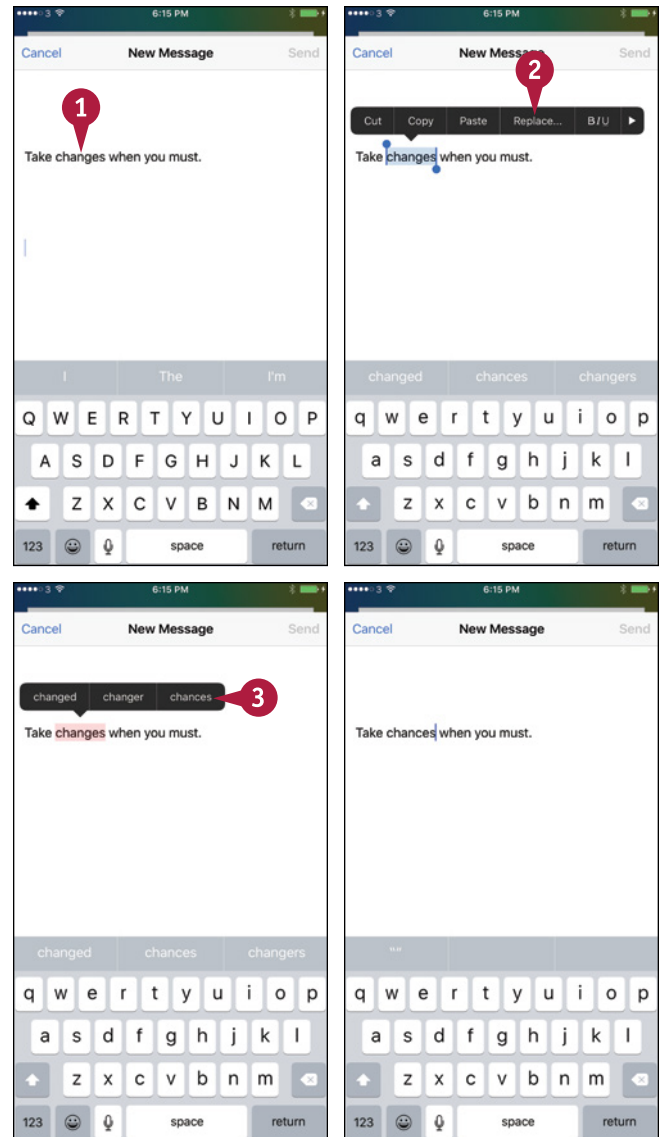 3 6:15 PM
Cancel New Message Send
1
Take changes when you must.
I The I'm
Q W E R T Y U I O P
A S D F G H J K L
Z X C V B N M
123 space return
3 6:15 PM
Cancel New Message Send
2
Cut Copy Paste Replace... B I U
Take changes when you must.
changed chances changers
q w e r t y u i o p
a s d f g h j k l
z x c v b n m
123 space return
3 6:15 PM
Cancel New Message Send
changed changer chances 3
Take changes when you must.
changed chances changers
q w e r t y u i o p
a s d f g h j k l
z x c v b n m
123 space return
3 6:15 PM
Cancel New Message Send
Take chances when you must.
""
q w e r t y u i o p
a s d f g h j k l
z x c v b n m
123 space return